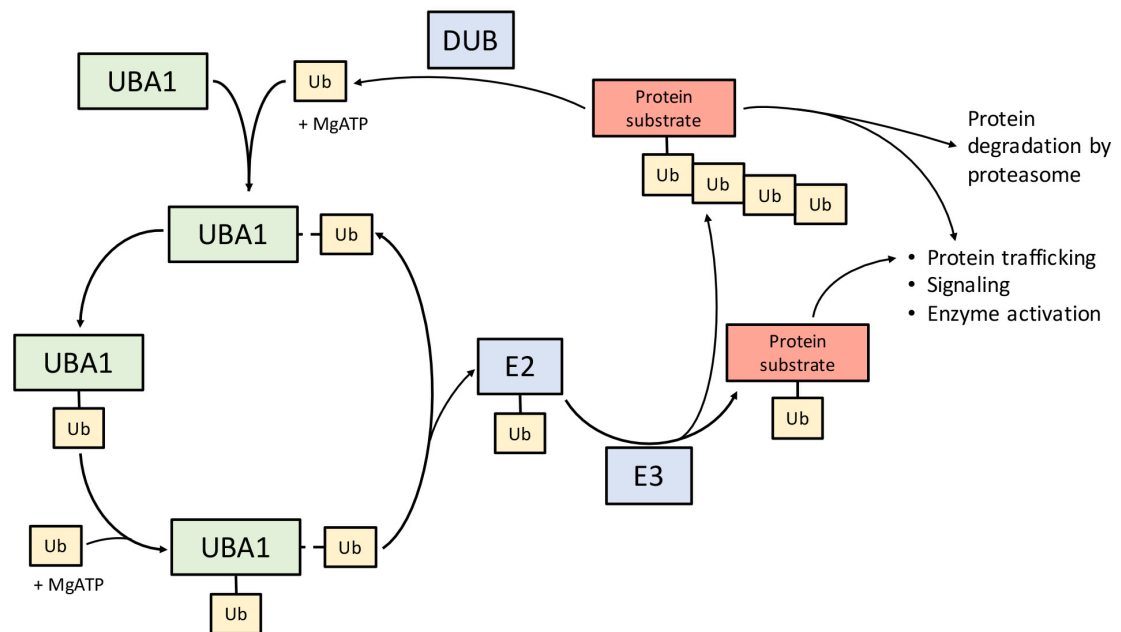 DUB
UBA1
Ub
+ MgATP
Protein
substrate
Ub
Ub
Ub
Ub
Protein
degradation by
proteasome
UBA1
Ub
• Protein trafficking
• Signaling
• Enzyme activation
UBA1
Ub
E2
Ub
Protein
substrate
Ub
E3
Ub
+ MgATP
UBA1
Ub
Ub